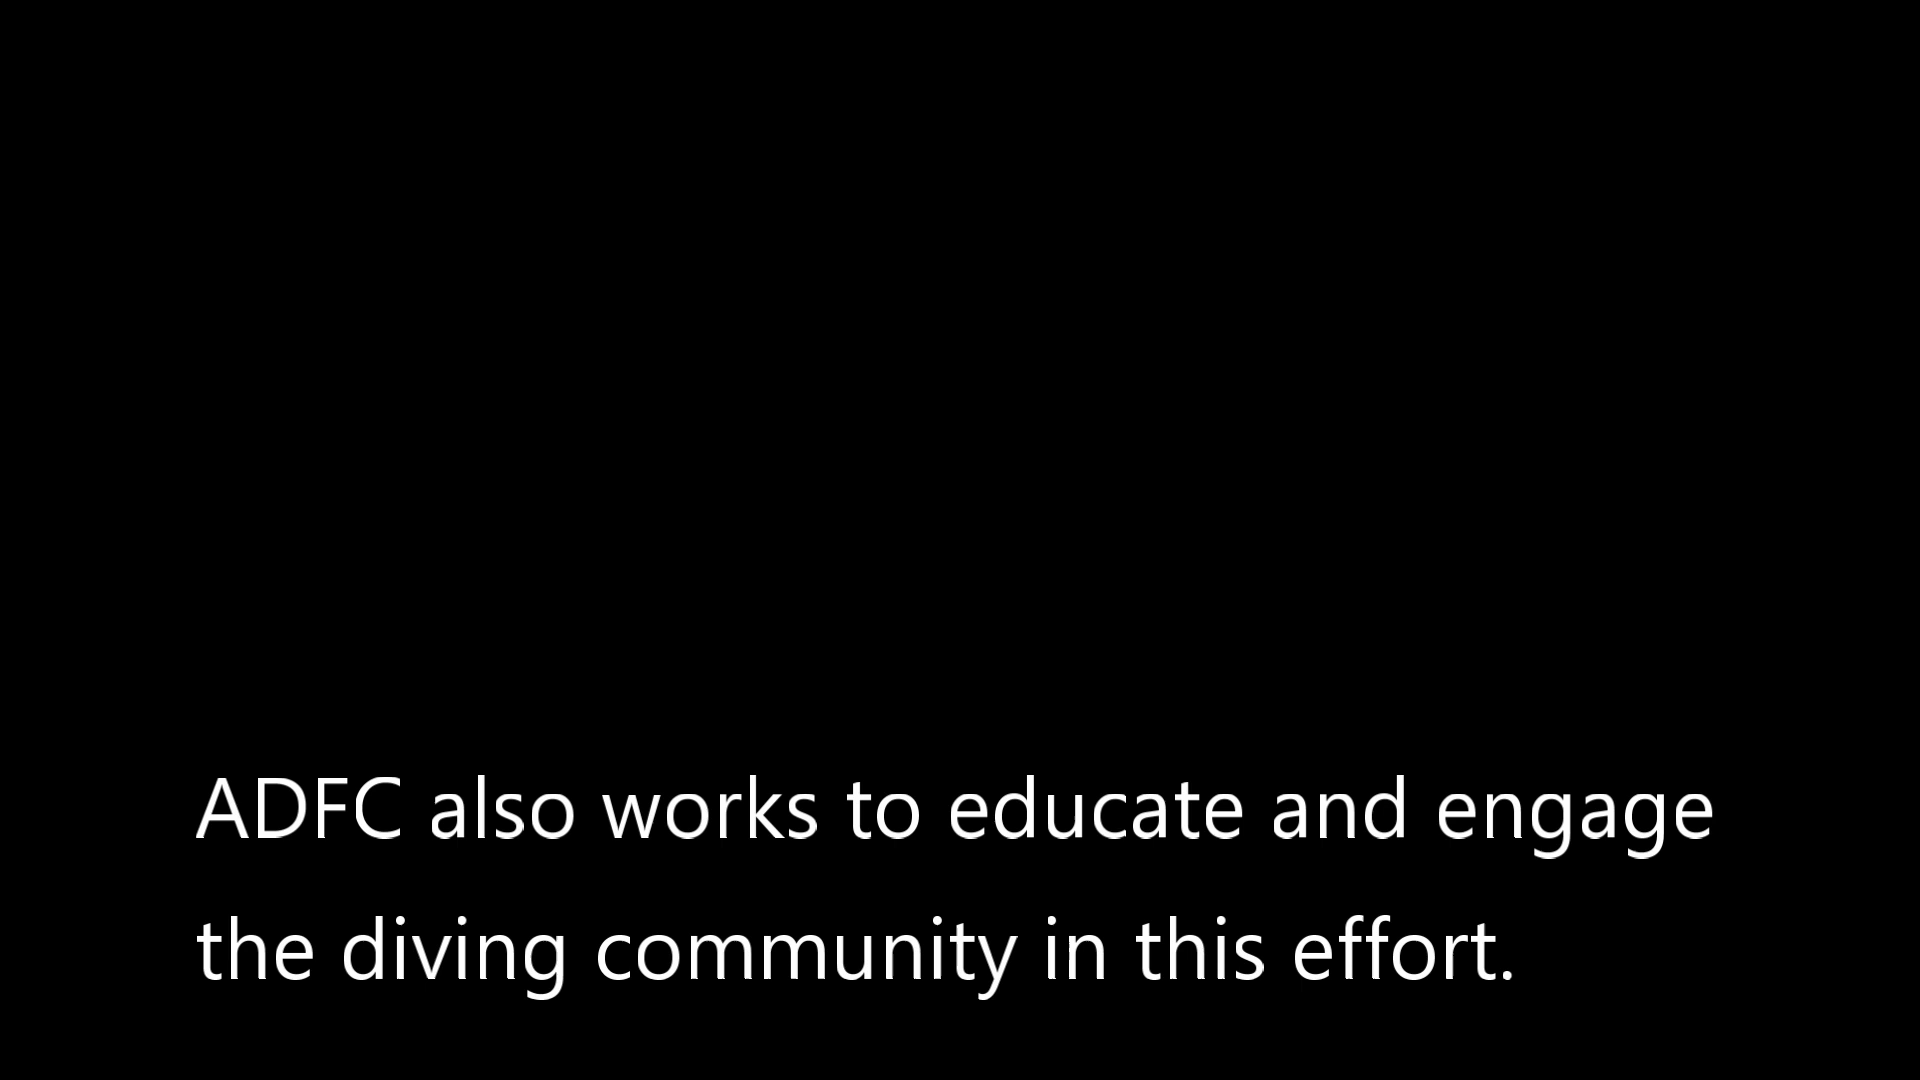 ADFC also works to educate and engage
the diving community in this effort.